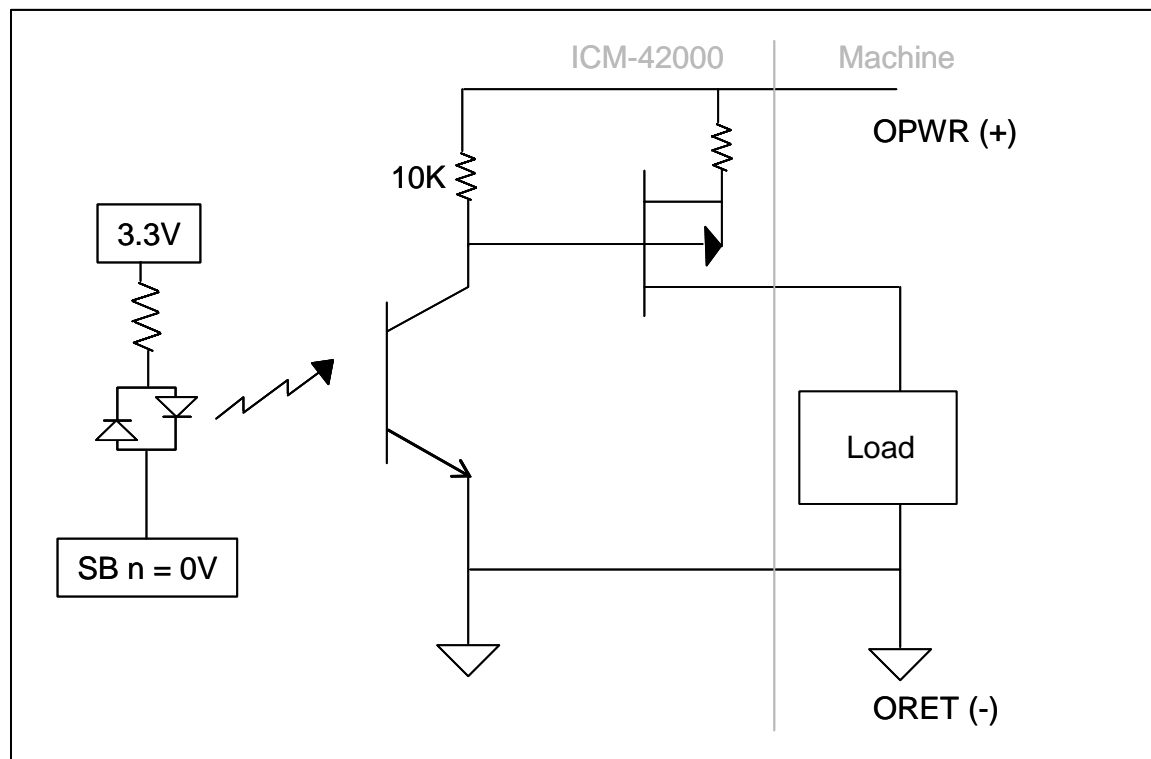 ICM-42000
Machine
OPWR (+)
10K
3.3V
Load
SB n = 0V
ORET (-)